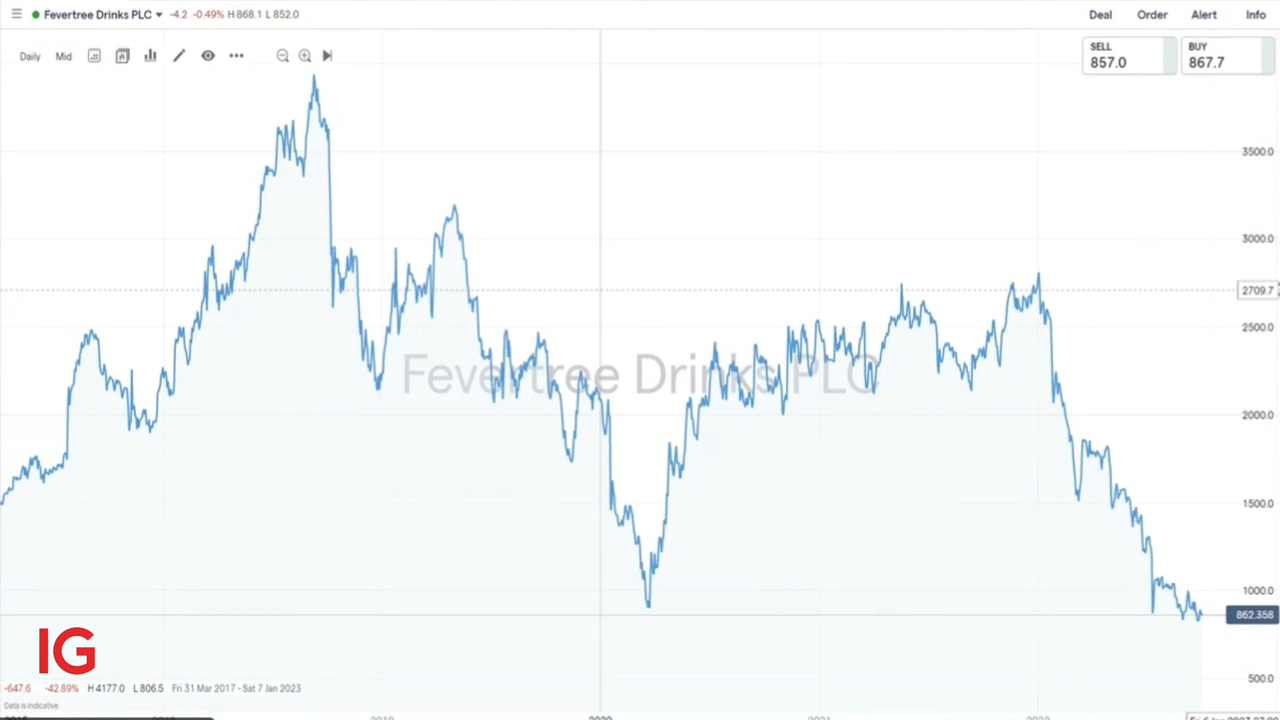 Fevertree Drinks PLC -4.2 -0.49% H 868.1 L 852.0 Deal Order Alert Info
Daily Mid
SELL 857.0
BUY 867.7
3500.0
3000.0
2709.7
2500.0
Fevertree Drinks PLC
2000.0
1500.0
1000.0
862.358
IG
500.0
-647.6 -42.89% H 4177.0 L 806.5 Fri 31 Mar 2017 - Sat 7 Jan 2023
Data is indicative
2019 2020 2021 2022